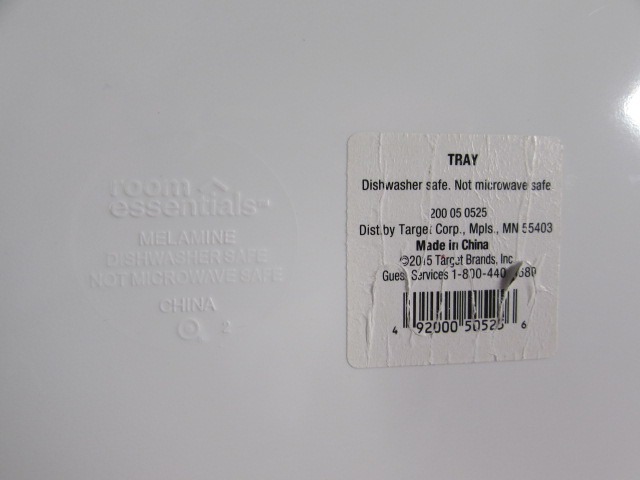 room
essentials™
MELAMINE
DISHWASHER SAFE
NOT MICROWAVE SAFE
CHINA
2
TRAY
Dishwasher safe. Not microwave safe
200 05 0525
Dist.by Target Corp., Mpls., MN 55403
Made in China
©2015 Target Brands, Inc.
Guest Services 1-800-440-
4 92000 50525 6